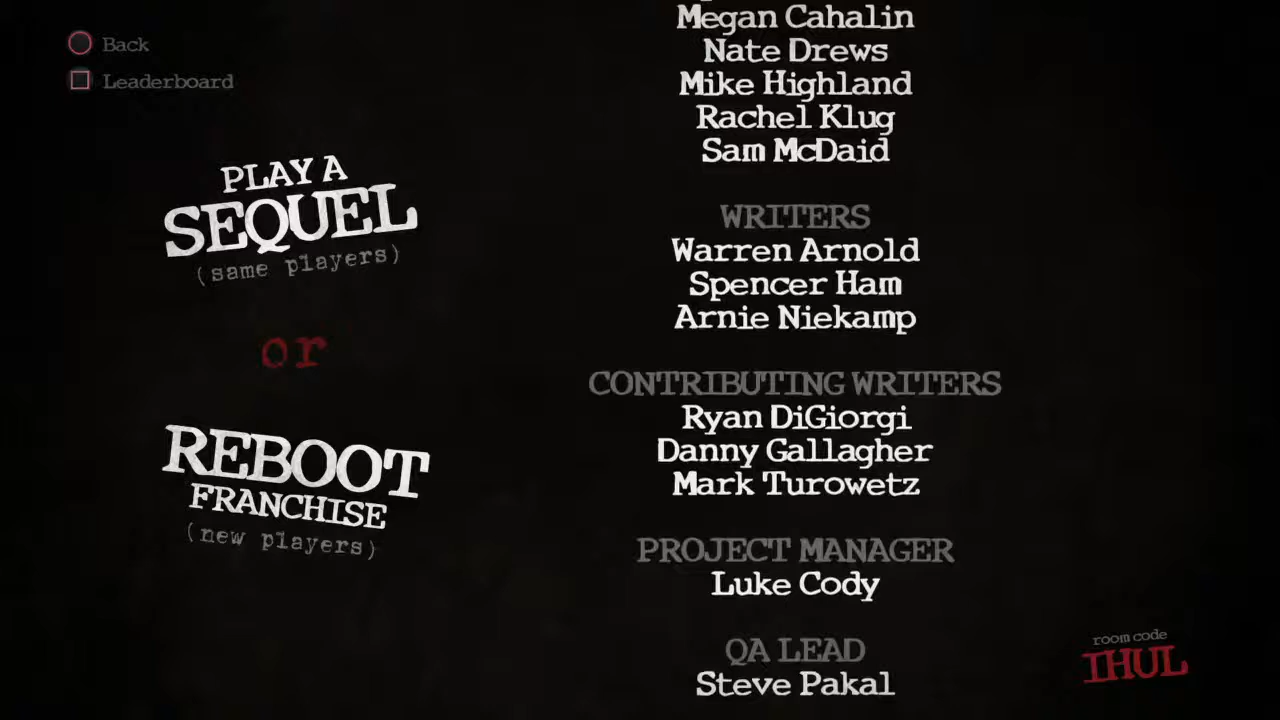 Back
Leaderboard
PLAY A
SEQUEL
(same players)
or
REBOOT
FRANCHISE
(new players)
Megan Cahalin
Nate Drews
Mike Highland
Rachel Klug
Sam McDaid
WRITERS
Warren Arnold
Spencer Ham
Arnie Niekamp
CONTRIBUTING WRITERS
Ryan DiGiorgi
Danny Gallagher
Mark Turowetz
PROJECT MANAGER
Luke Cody
QA LEAD
Steve Pakal
room code
IHUL